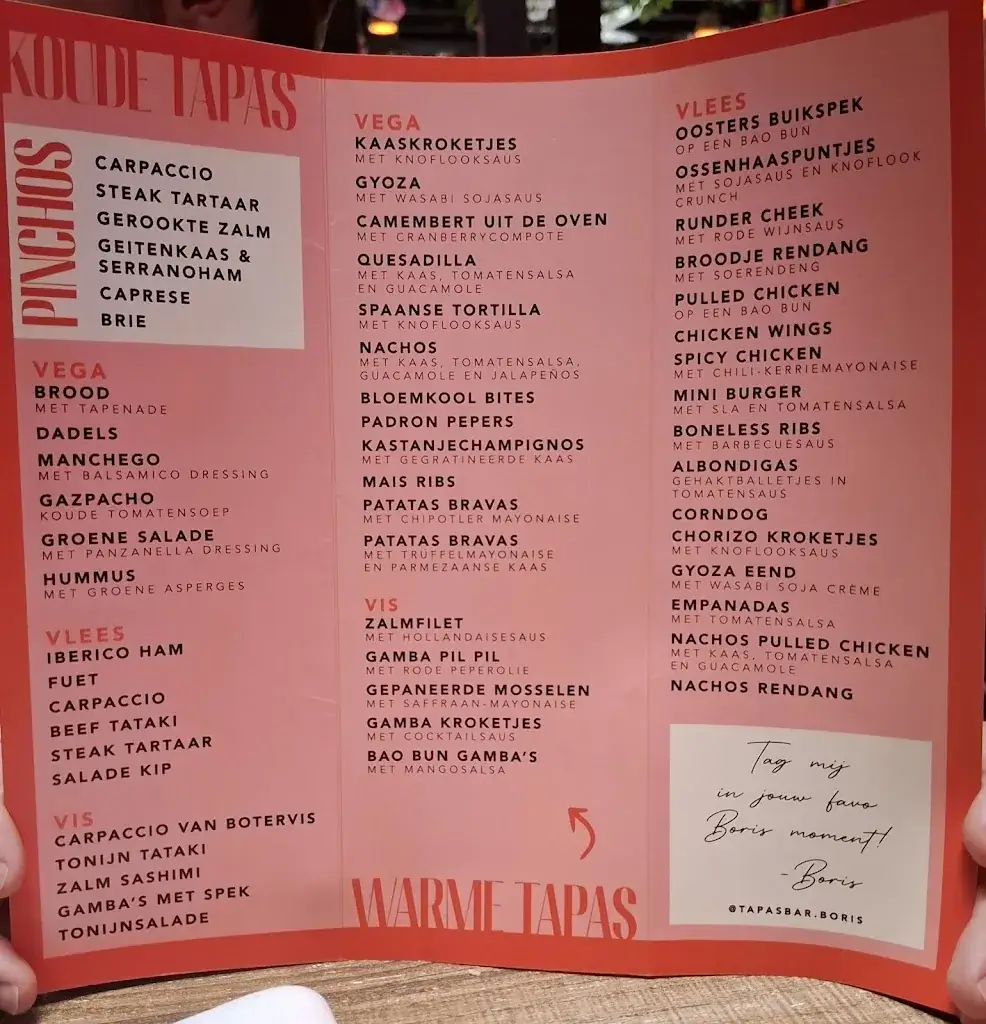 KOUDE TAPAS
PINCHOS
CARPACCIO
STEAK TARTAAR
GEROOKTE ZALM
GEITENKAAS &
SERRANOHAM
CAPRESE
BRIE
VEGA
BROOD
MET TAPENADE
DADELS
MANCHEGO
MET BALSAMICO DRESSING
GAZPACHO
KOUDE TOMATENSOEP
GROENE SALADE
MET PANZANELLA DRESSING
HUMMUS
MET GROENE ASPERGES
VLEES
IBERICO HAM
FUET
CARPACCIO
BEEF TATAKI
STEAK TARTAAR
SALADE KIP
VIS
CARPACCIO VAN BOTERVIS
TONIJN TATAKI
ZALM SASHIMI
GAMBA'S MET SPEK
TONIJNSALADE
VEGA
KAASKROKETJES
MET KNOFLOOKSAUS
GYOZA
MET WASABI SOJASAUS
CAMEMBERT UIT DE OVEN
MET CRANBERRYCOMPOTE
QUESADILLA
MET KAAS, TOMATENSALSA
EN GUACAMOLE
SPAANSE TORTILLA
MET KNOFLOOKSAUS
NACHOS
MET KAAS, TOMATENSALSA,
GUACAMOLE EN JALAPEÑOS
BLOEMKOOL BITES
PADRON PEPERS
KASTANJECHAMPIGNOS
MET GEGRATINEERDE KAAS
MAIS RIBS
PATATAS BRAVAS
MET CHIPOTLER MAYONAISE
PATATAS BRAVAS
MET TRUFFELMAYONAISE
EN PARMEZAANSE KAAS
VIS
ZALMFILET
MET HOLLANDAISESAUS
GAMBA PIL PIL
MET RODE PEPEROLIE
GEPANEERDE MOSSELEN
MET SAFFRAAN-MAYONAISE
GAMBA KROKETJES
MET COCKTAILSAUS
BAO BUN GAMBA'S
MET MANGOSALSA
WARME TAPAS
VLEES
OOSTERS BUIKSPEK
OP EEN BAO BUN
OSSENHAASPUNTJES
MET SOJASAUS EN KNOFLOOK
CRUNCH
RUNDER CHEEK
MET RODE WIJNSAUS
BROODJE RENDANG
MET SOERENDENG
PULLED CHICKEN
OP EEN BAO BUN
CHICKEN WINGS
SPICY CHICKEN
MET CHILI-KERRIEMAYONAISE
MINI BURGER
MET SLA EN TOMATENSALSA
BONELESS RIBS
MET BARBECUESAUS
ALBONDIGAS
GEHAKTBALLETJES IN
TOMATENSAUS
CORNDOG
CHORIZO KROKETJES
MET KNOFLOOKSAUS
GYOZA EEND
MET WASABI SOJA CRÈME
EMPANADAS
MET TOMATENSALSA
NACHOS PULLED CHICKEN
MET KAAS, TOMATENSALSA
EN GUACAMOLE
NACHOS RENDANG
Tag mij
in jouw favo
Boris moment!
-Boris
@TAPASBAR.BORIS